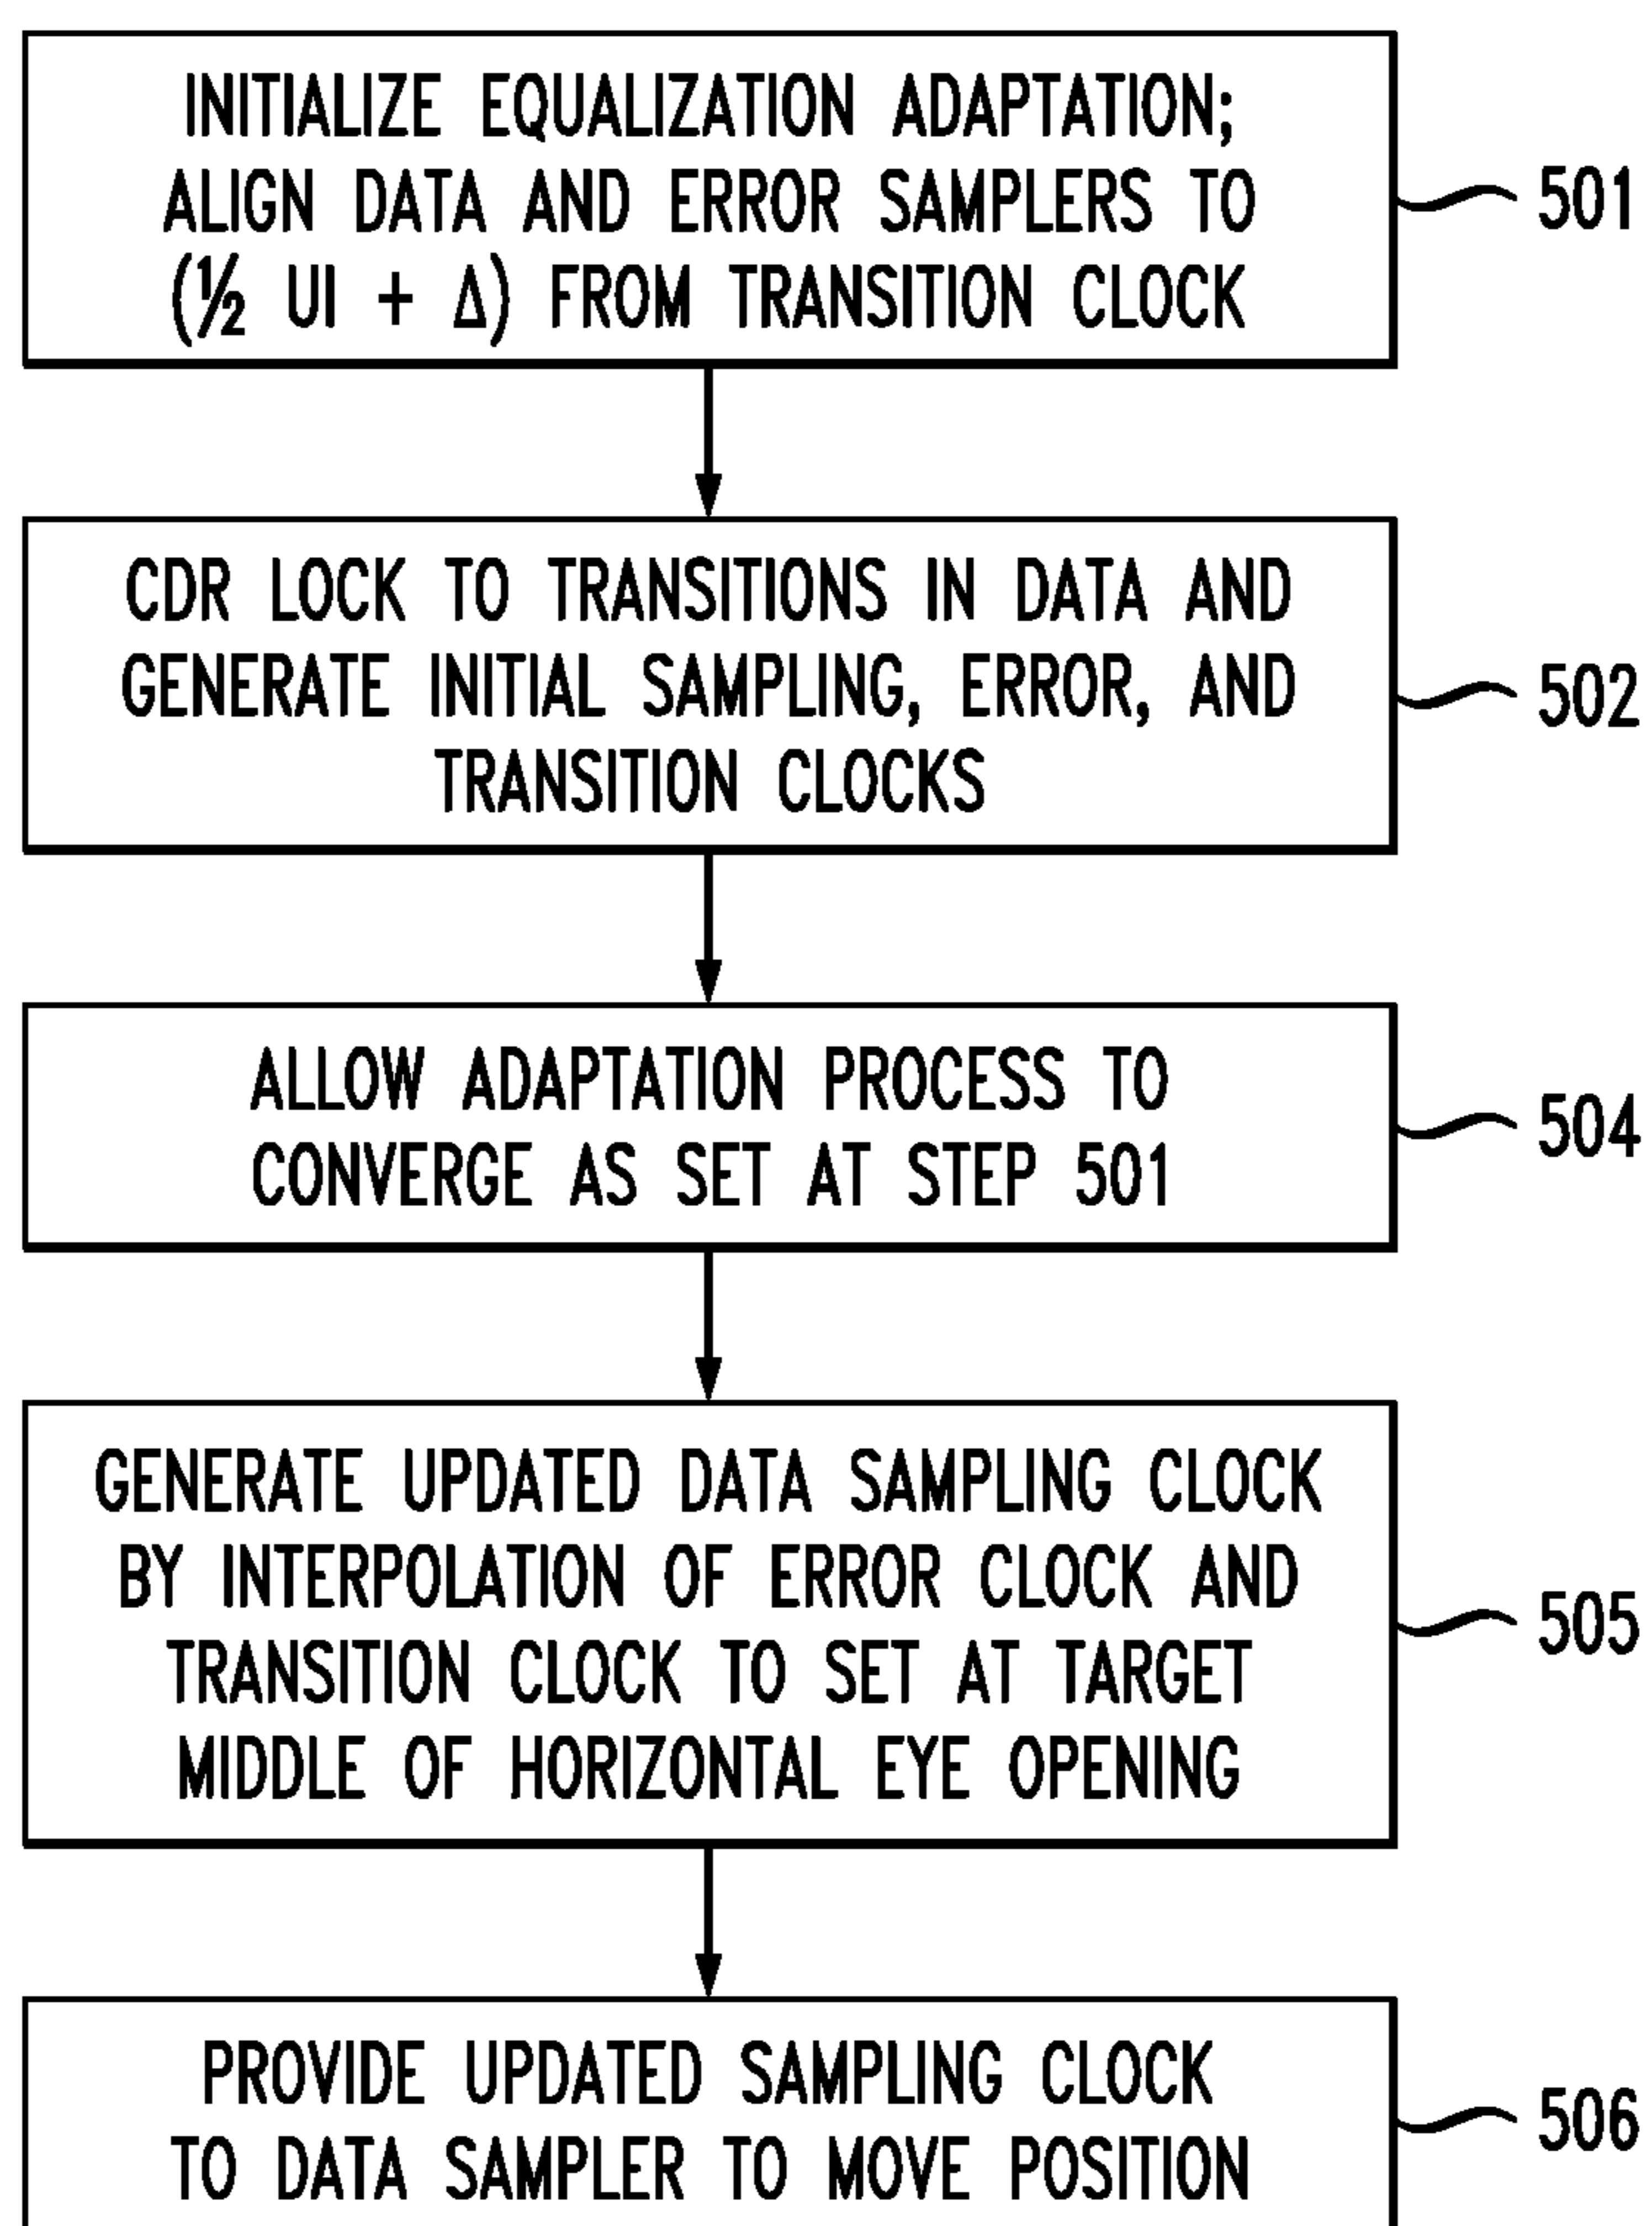 INITIALIZE EQUALIZATION ADAPTATION;
ALIGN DATA AND ERROR SAMPLERS TO
(½ UI + Δ) FROM TRANSITION CLOCK
501
CDR LOCK TO TRANSITIONS IN DATA AND
GENERATE INITIAL SAMPLING, ERROR, AND
TRANSITION CLOCKS
502
ALLOW ADAPTATION PROCESS TO
CONVERGE AS SET AT STEP 501
504
GENERATE UPDATED DATA SAMPLING CLOCK
BY INTERPOLATION OF ERROR CLOCK AND
TRANSITION CLOCK TO SET AT TARGET
MIDDLE OF HORIZONTAL EYE OPENING
505
PROVIDE UPDATED SAMPLING CLOCK
TO DATA SAMPLER TO MOVE POSITION
506